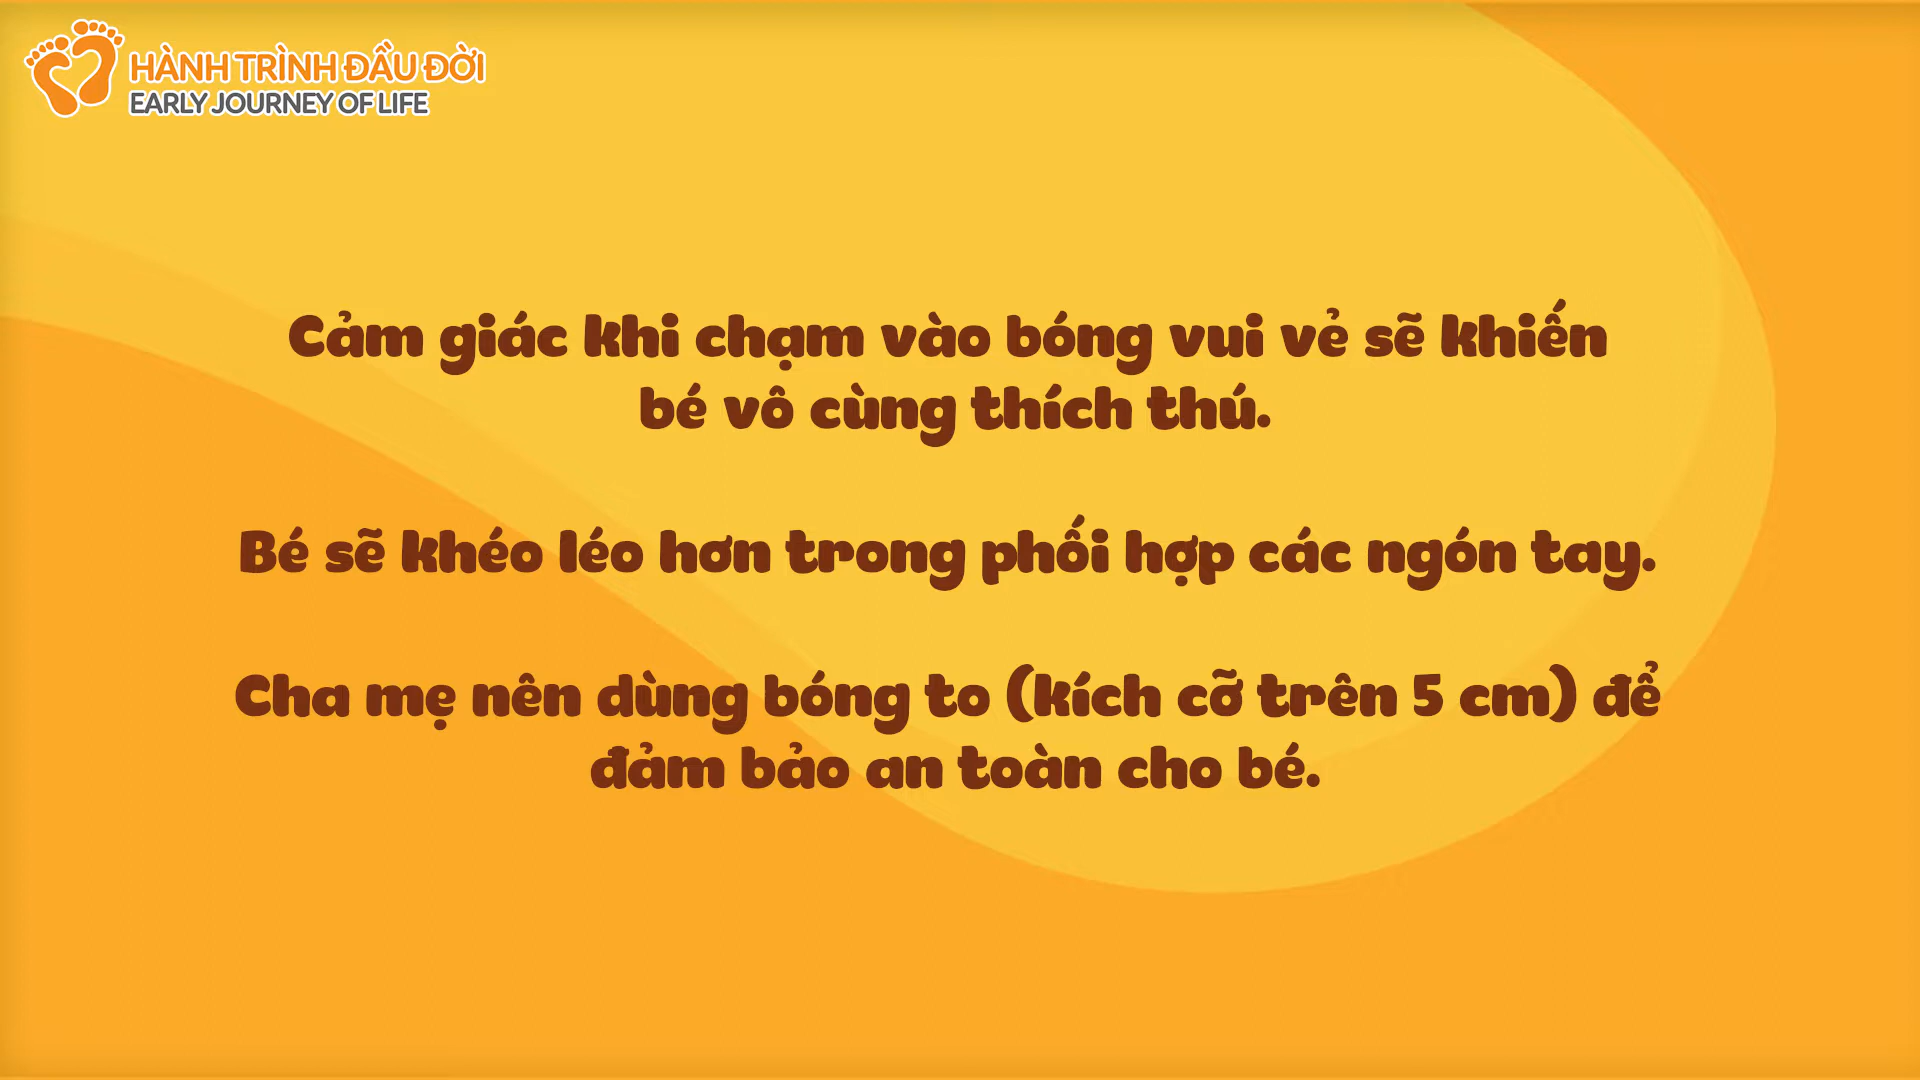 HÀNH TRÌNH ĐẦU ĐỜI
EARLY JOURNEY OF LIFE
Cảm giác khi chạm vào bóng vui vẻ sẽ khiến
bé vô cùng thích thú.
Bé sẽ khéo léo hơn trong phối hợp các ngón tay.
Cha mẹ nên dùng bóng to (kích cỡ trên 5 cm) để
đảm bảo an toàn cho bé.